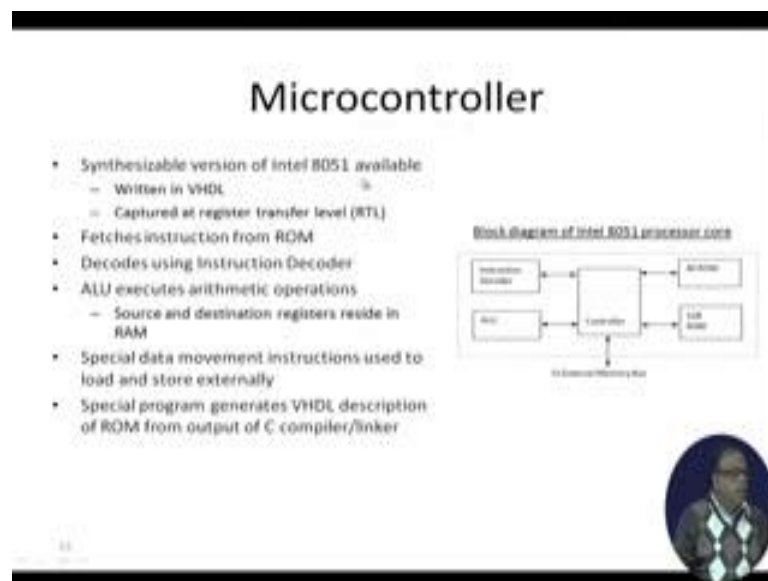 Microcontroller
• Synthesizable version of Intel 8051 available
– Written in VHDL
– Captured at register transfer level (RTL)
• Fetches instruction from ROM
• Decodes using Instruction Decoder
• ALU executes arithmetic operations
– Source and destination registers reside in
RAM
• Special data movement instructions used to
load and store externally
• Special program generates VHDL description
of ROM from output of C compiler/linker
Block diagram of Intel 8051 processor core
Instruction
Decoder
ALU
Controller
To External Memory Bus